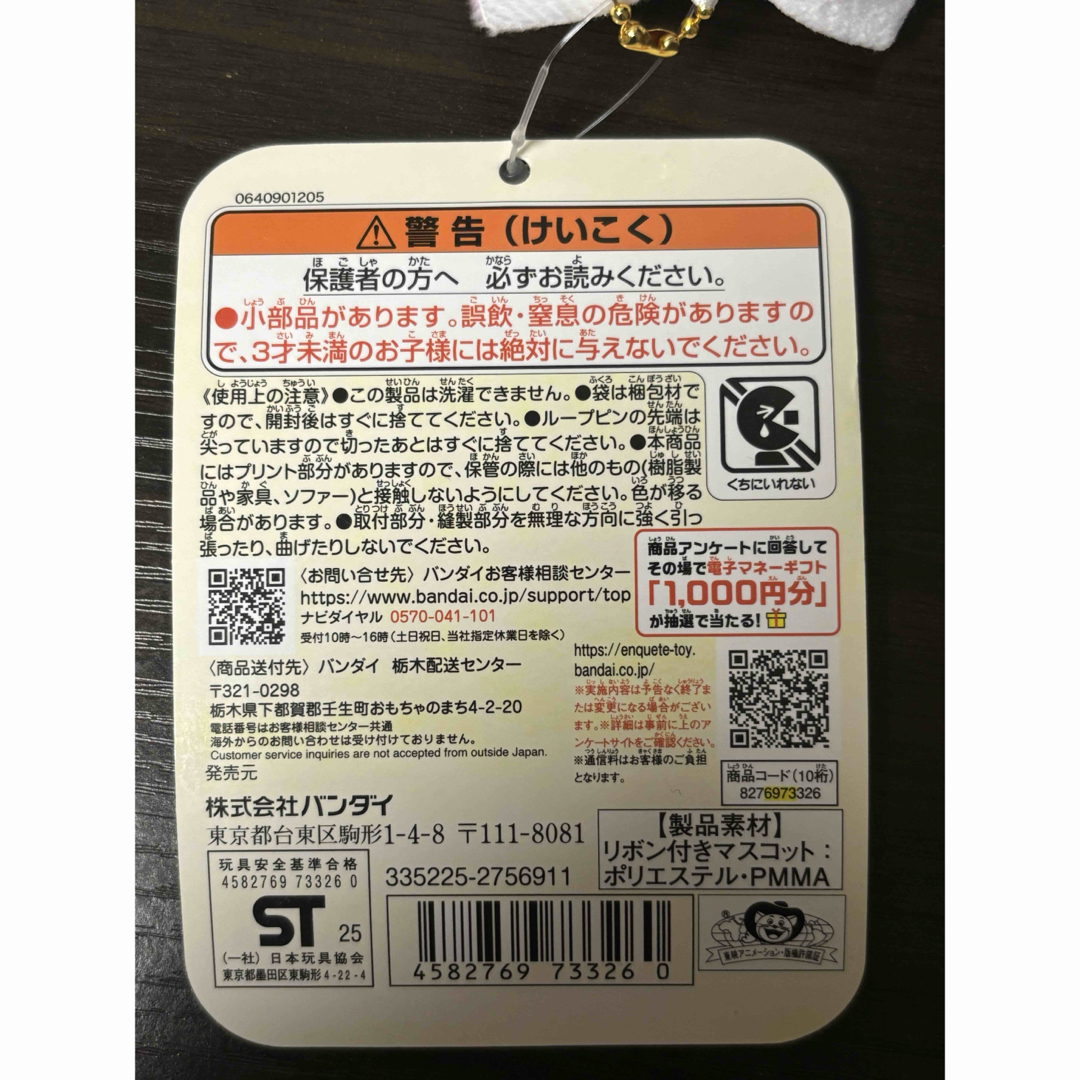 0640901205
警告（けいこく）
保護者の方へ 必ずお読みください。
●小部品があります。誤飲・窒息の危険がありますの
で、3才未満のお子様には絶対に与えないでください。
《使用上の注意》●この製品は洗濯できません。●袋は梱包材で
すので、開封後はすぐに捨ててください。●ループピンの先端は
尖っていますので切ったあとはすぐに捨ててください。●本商品
にはプリント部分がありますので、保管の際には他のもの(樹脂製
品や家具、ソファー)と接触しないようにしてください。色が移る
場合があります。●取付部分・縫製部分を無理な方向に強く引っ
張ったり、曲げたりしないでください。
くちにいれない
商品アンケートに回答して
その場で電子マネーギフト
「1,000円分」
が抽選で当たる!
〈お問い合せ先〉バンダイお客様相談センター
https://www.bandai.co.jp/support/top
ナビダイヤル 0570-041-101
受付10時～16時(土日祝日、当社指定休業日を除く)
〈商品送付先〉バンダイ 栃木配送センター
〒321-0298
栃木県下都賀郡壬生町おもちゃのまち4-2-20
電話番号はお客様相談センター共通
海外からのお問い合わせは受け付けておりません。
Customer service inquiries are not accepted from outside Japan.
https://enquete-toy.
bandai.co.jp/
※実施内容は予告なく終了ま
たは変更になる場合がござい
ます。※詳細は事前に上のア
ンケートサイトをご確認ください。
※通信料はお客様のご負担
となります。
商品コード(10桁)
8276973326
発売元
株式会社バンダイ
東京都台東区駒形1-4-8 〒111-8081
【製品素材】
リボン付きマスコット：
ポリエステル・PMMA
玩具安全基準合格
4582769 73326 0
ST 25
(一社) 日本玩具協会
東京都墨田区東駒形4-22-4
335225-2756911
4582769 733260
東映アニメーション・版権許諾証